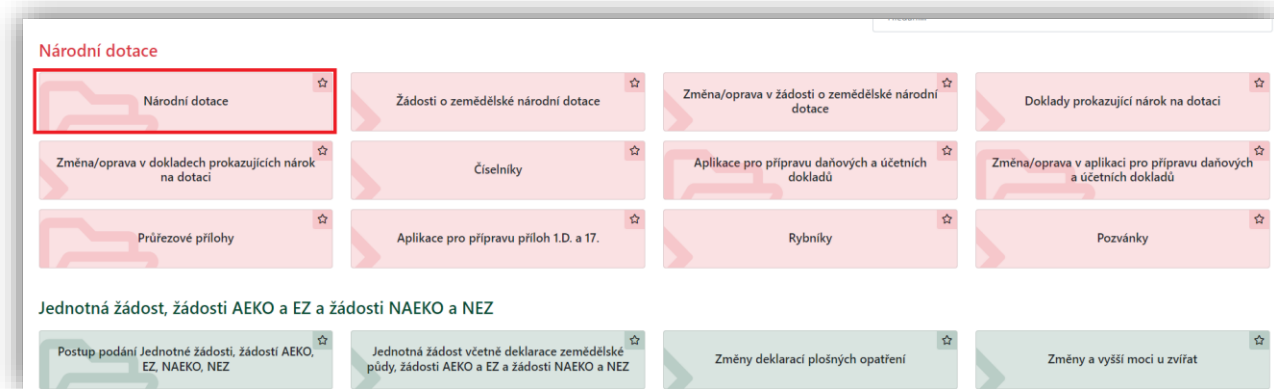 Národní dotace
Národní dotace
Žádosti o zemědělské národní dotace
Změna/oprava v žádosti o zemědělské národní
dotace
Doklady prokazující nárok na dotaci
Změna/oprava v dokladech prokazujících nárok
na dotaci
Číselníky
Aplikace pro přípravu daňových a účetních
dokladů
Změna/oprava v aplikaci pro přípravu daňových
a účetních dokladů
Průřezové přílohy
Aplikace pro přípravu příloh 1.D. a 17.
Rybníky
Pozvánky
Jednotná žádost, žádosti AEKO a EZ a žádosti NAEKO a NEZ
Postup podání Jednotné žádosti, žádostí AEKO,
EZ, NAEKO, NEZ
Jednotná žádost včetně deklarace zemědělské
půdy, žádosti AEKO a EZ a žádosti NAEKO a NEZ
Změny deklarací plošných opatření
Změny a vyšší moci u zvířat